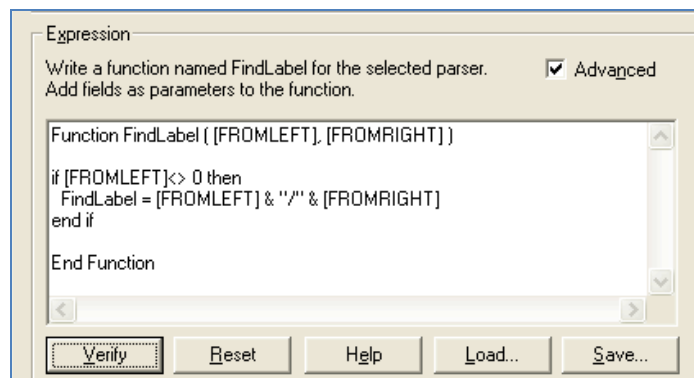 Expression
Write a function named FindLabel for the selected parser.
Add fields as parameters to the function.
Advanced
Function FindLabel ( [FROMLEFT], [FROMRIGHT] )
if [FROMLEFT]<> 0 then
FindLabel = [FROMLEFT] & "/" & [FROMRIGHT]
end if
End Function
Verify
Reset
Help
Load...
Save...